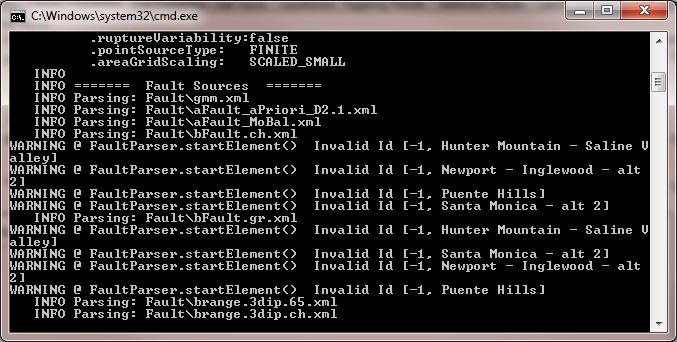 C:\Windows\system32\cmd.exe
.ruptureVariability:false
.pointSourceType:   FINITE
.areaGridScaling:   SCALED_SMALL
INFO
INFO =======  Fault Sources  =======
INFO Parsing: Fault\gmm.xml
INFO Parsing: Fault\aFault_aPriori_D2.1.xml
INFO Parsing: Fault\aFault_MoBal.xml
INFO Parsing: Fault\bFault.ch.xml
WARNING @ FaultParser.startElement()  Invalid Id [-1, Hunter Mountain - Saline V
alley]
WARNING @ FaultParser.startElement()  Invalid Id [-1, Newport - Inglewood - alt
2]
WARNING @ FaultParser.startElement()  Invalid Id [-1, Puente Hills]
WARNING @ FaultParser.startElement()  Invalid Id [-1, Santa Monica - alt 2]
INFO Parsing: Fault\bFault.gr.xml
WARNING @ FaultParser.startElement()  Invalid Id [-1, Hunter Mountain - Saline V
alley]
WARNING @ FaultParser.startElement()  Invalid Id [-1, Santa Monica - alt 2]
WARNING @ FaultParser.startElement()  Invalid Id [-1, Newport - Inglewood - alt
2]
WARNING @ FaultParser.startElement()  Invalid Id [-1, Puente Hills]
INFO Parsing: Fault\brange.3dip.65.xml
INFO Parsing: Fault\brange.3dip.ch.xml